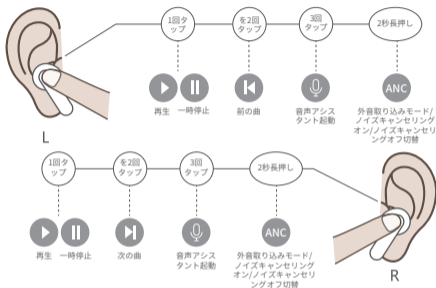 1回タ
ップ
を2回
タップ
3回
タップ
2秒長押し
ANC
再生 一時停止
前の曲
音声アシス
タント起動
外音取り込みモード/
ノイズキャンセリング
オン/ノイズキャンセリ
ングオフ切替
L
1回タ
ップ
を2回
タップ
3回
タップ
2秒長押し
ANC
再生 一時停止
次の曲
音声アシス
タント起動
外音取り込みモード/
ノイズキャンセリング
オン/ノイズキャンセリ
ングオフ切替
R